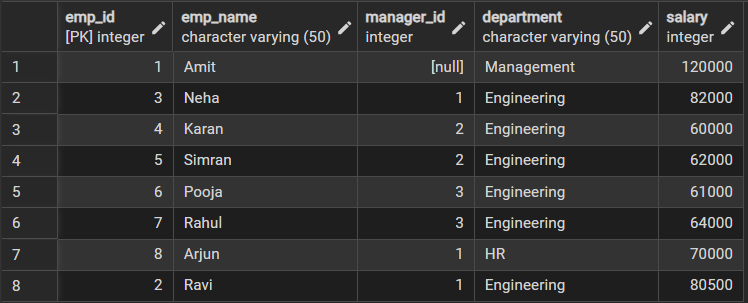 emp_id emp_name manager_id department salary
[PK] integer character varying (50) integer character varying (50) integer
1 1 Amit [null] Management 120000
2 3 Neha 1 Engineering 82000
3 4 Karan 2 Engineering 60000
4 5 Simran 2 Engineering 62000
5 6 Pooja 3 Engineering 61000
6 7 Rahul 3 Engineering 64000
7 8 Arjun 1 HR 70000
8 2 Ravi 1 Engineering 80500